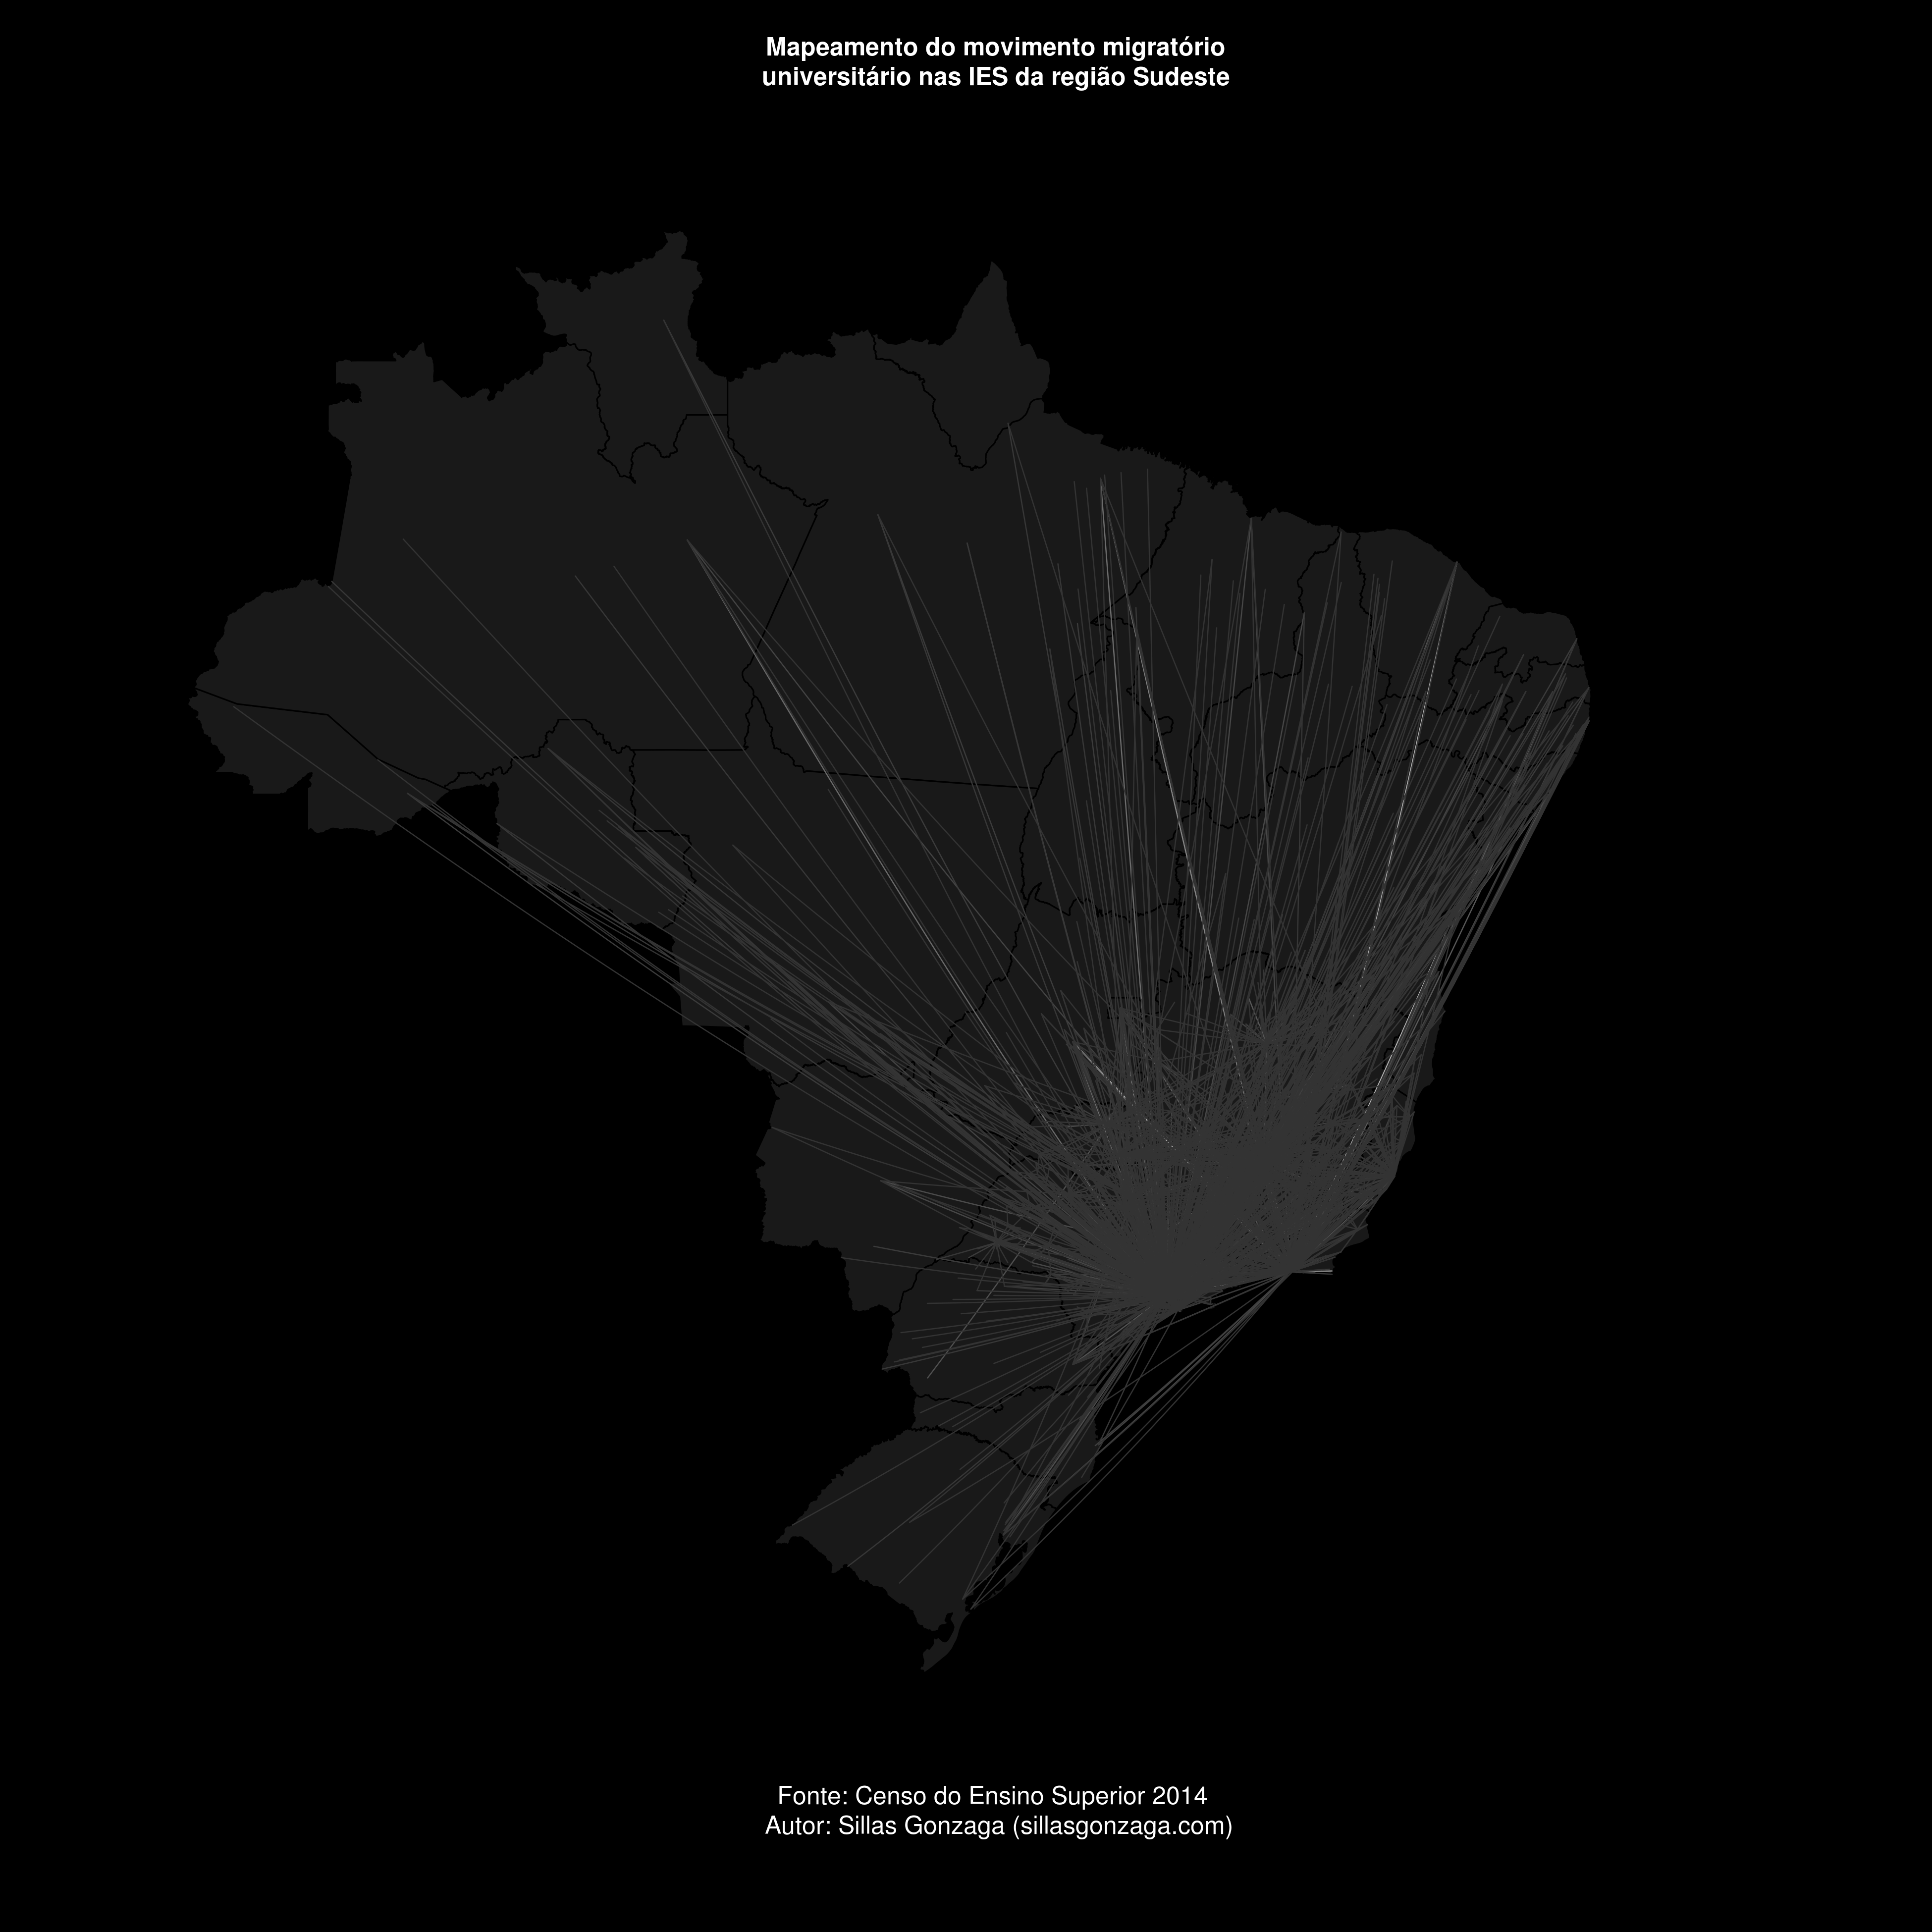 Mapeamento do movimento migratório
universitário nas IES da região Sudeste
Fonte: Censo do Ensino Superior 2014
Autor: Sillas Gonzaga (sillasgonzaga.com)